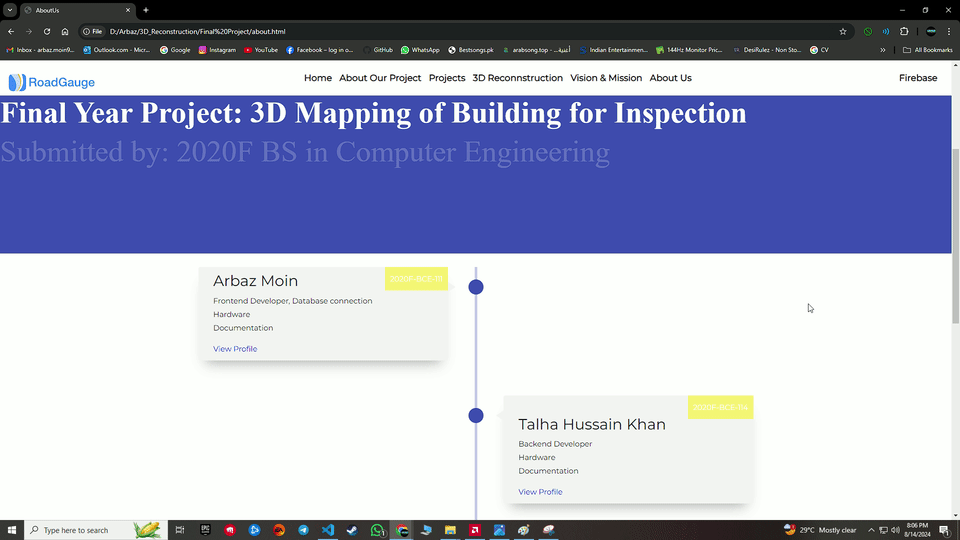 AboutUs
File D:/Arbaz/3D_Reconstruction/Final%20Project/about.html
Inbox - arbaz.moin9... Outlook.com - Micr... Google Instagram YouTube Facebook – log in o... GitHub WhatsApp Bestsongs.pk arabsong.top - ...أغنية Indian Entertainmen... 144Hz Monitor Pric... DesiRulez - Non Sto... CV » All Bookmarks
RoadGauge Home About Our Project Projects 3D Reconnstruction Vision & Mission About Us Firebase
Final Year Project: 3D Mapping of Building for Inspection
Submitted by: 2020F BS in Computer Engineering
Arbaz Moin
Frontend Developer, Database connection
Hardware
Documentation
View Profile
2020F-BCE-114
Talha Hussain Khan
Backend Developer
Hardware
Documentation
View Profile
Type here to search
29°C Mostly clear
8:06 PM
8/14/2024